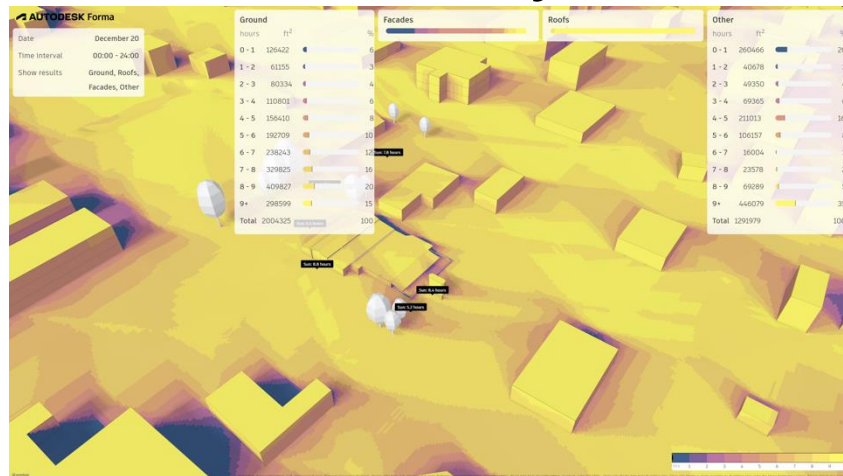 AUTODESK Forma
Date December 20
Time Interval 00:00 - 24:00
Show results Ground, Roofs,
Facades, Other
Ground
hours ft² %
0 - 1 126422 6
1 - 2 61155 3
2 - 3 80334 4
3 - 4 110801 6
4 - 5 156410 8
5 - 6 192709 10
6 - 7 238243 12
7 - 8 329825 16
8 - 9 409827 20
9+ 298599 15
Total 2004325 100
Facades
Roofs
Other
hours ft²
0 - 1 260466
1 - 2 40678
2 - 3 49350
3 - 4 69365
4 - 5 211013
5 - 6 106157
6 - 7 16004
7 - 8 23578
8 - 9 69289
9+ 446079
Total 1291979
Sun: 7.8 hours
Sun: 8.8 hours
Sun: 8.4 hours
Sun: 5.2 hours